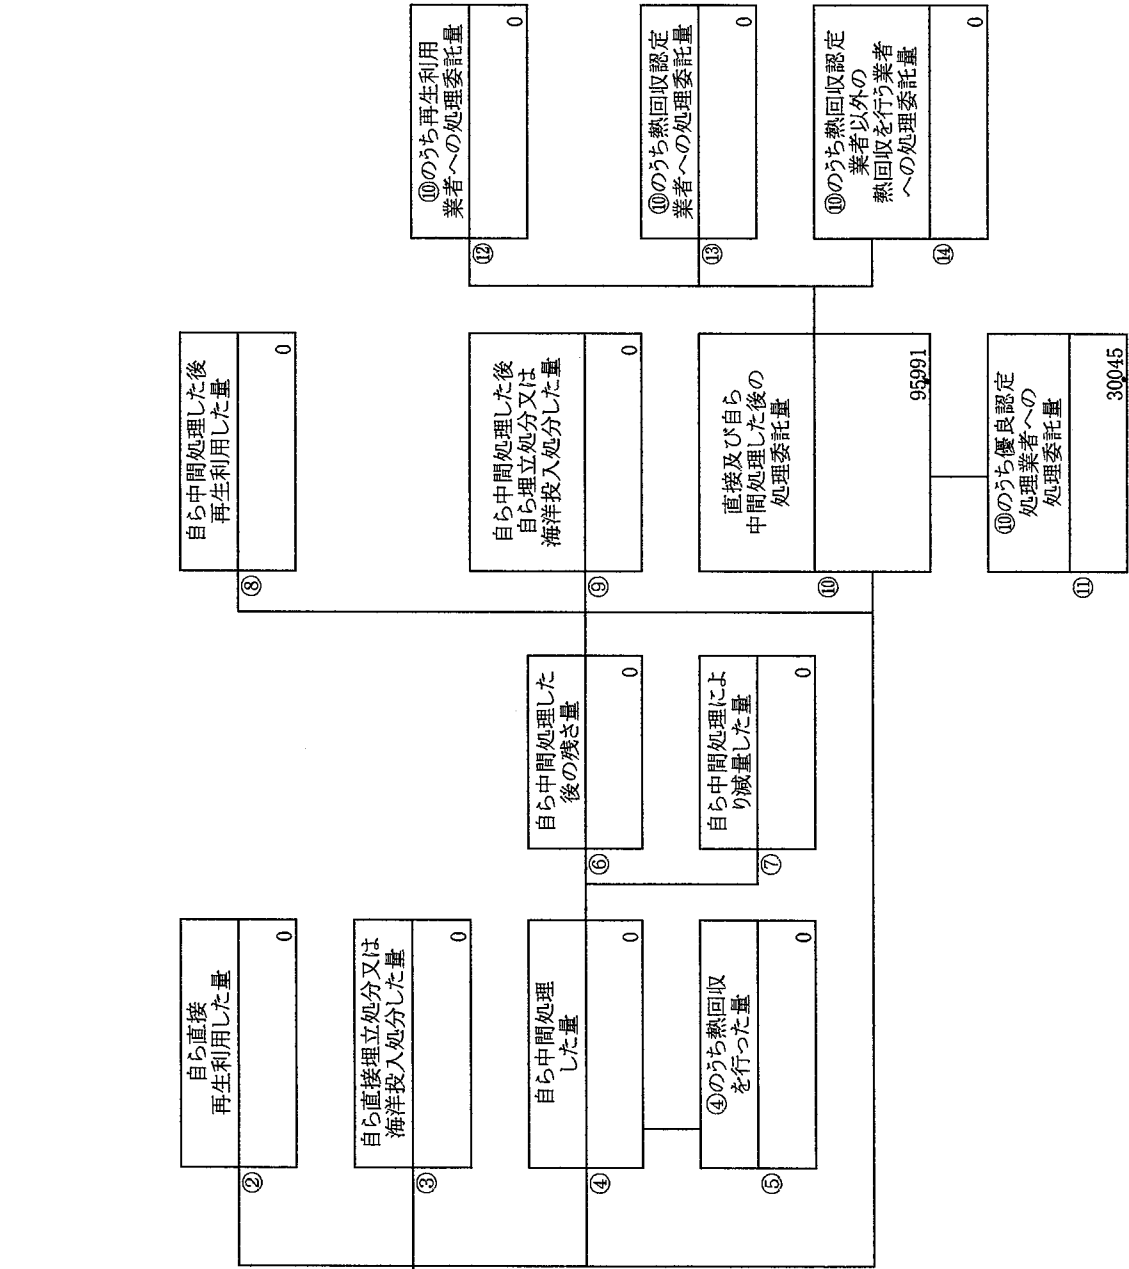 ②
自ら直接
再生利用した量
0
③
自ら直接埋立処分又は
海洋投入処分した量
0
④
自ら中間処理
した量
0
⑤
④のうち熱回収
を行った量
0
⑥
自ら中間処理した
後の残さ量
0
⑦
自ら中間処理によ
り減量した量
0
⑧
自ら中間処理した後
再生利用した量
0
⑨
自ら中間処理した後
自ら埋立処分又は
海洋投入処分した量
0
⑩
直接及び自ら
中間処理した後の
処理委託量
95.991
⑪
⑩のうち優良認定
処理業者への
処理委託量
30.045
⑫
⑩のうち再生利用
業者への処理委託量
0
⑬
⑩のうち熱回収認定
業者への処理委託量
0
⑭
⑩のうち熱回収認定
業者以外の
熱回収を行う業者
への処理委託量
0